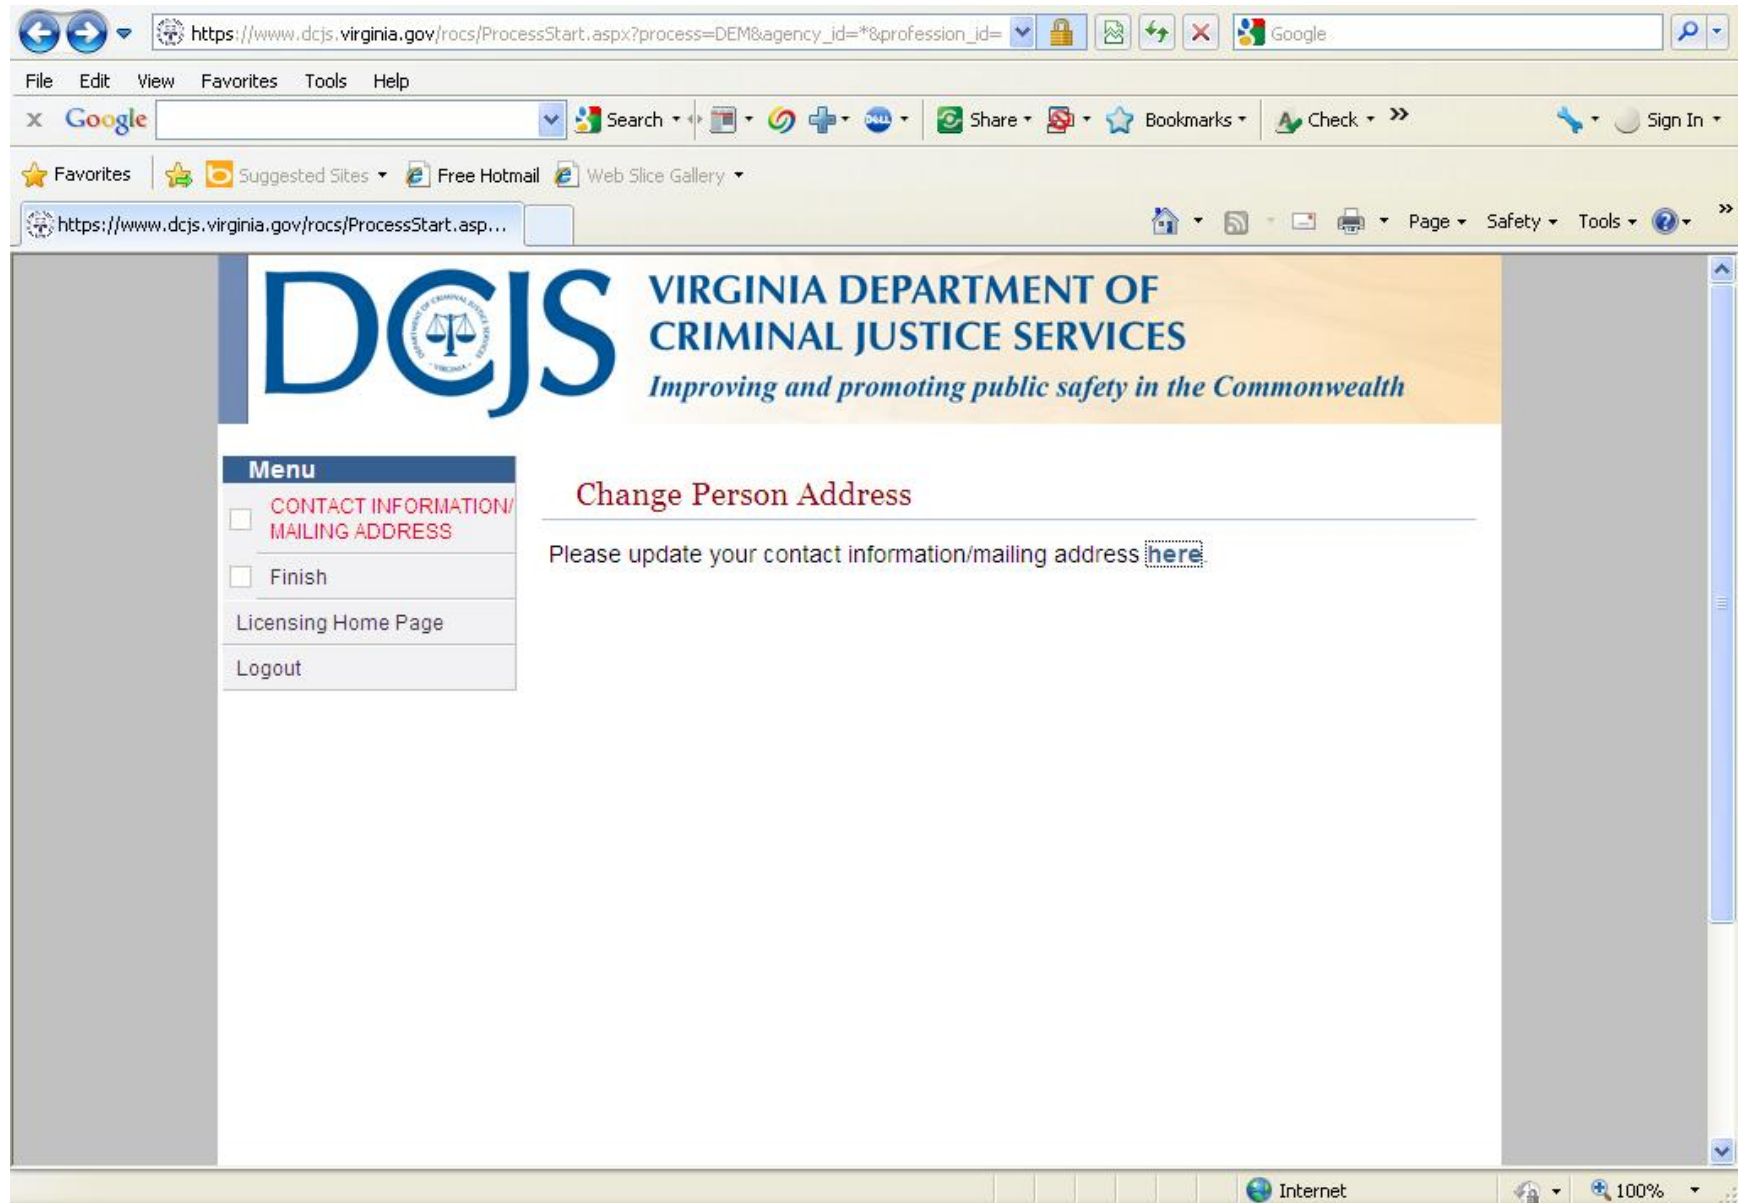 https://www.dcjs.virginia.gov/rocs/ProcessStart.aspx?process=DEM&agency_id=*&profession_id=
Google
File Edit View Favorites Tools Help
x Google Search Share Bookmarks Check >> Sign In
Favorites Suggested Sites Free Hotmail Web Slice Gallery
https://www.dcjs.virginia.gov/rocs/ProcessStart.asp... Page Safety Tools >>
DCJS
VIRGINIA DEPARTMENT OF
CRIMINAL JUSTICE SERVICES
Improving and promoting public safety in the Commonwealth
Menu
CONTACT INFORMATION/
MAILING ADDRESS
Finish
Licensing Home Page
Logout
Change Person Address
Please update your contact information/mailing address here.
Internet 100%